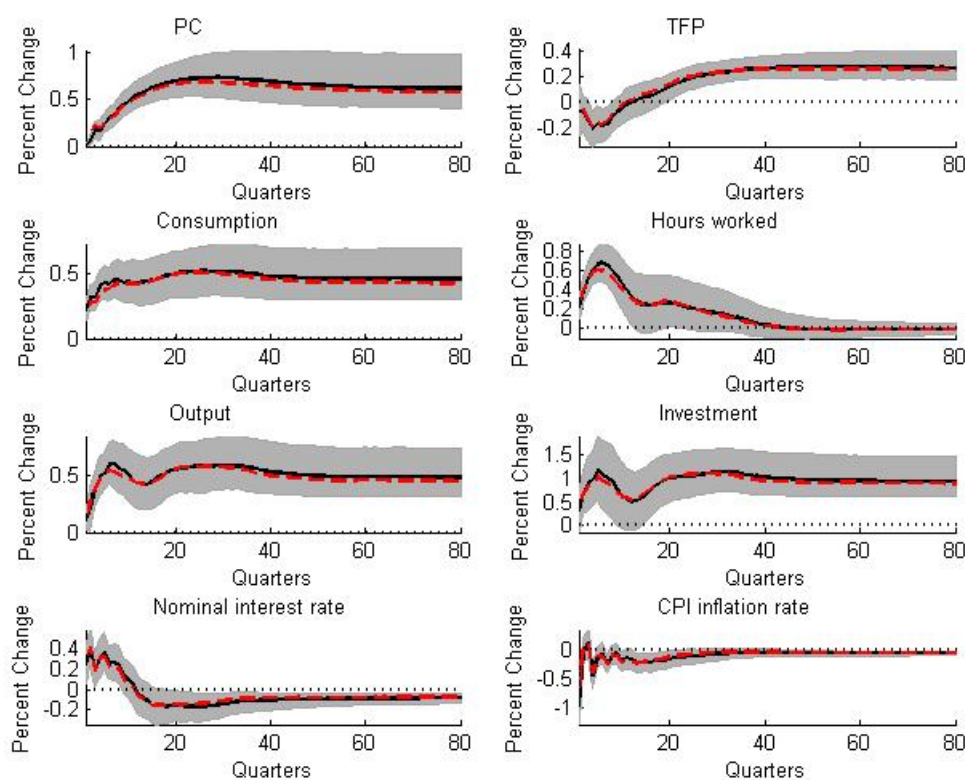 PC
Percent Change
1
0.5
0
20 40 60 80
Quarters
TFP
Percent Change
0.4
0.2
0
-0.2
20 40 60 80
Quarters
Consumption
Percent Change
0.5
0
20 40 60 80
Quarters
Hours worked
Percent Change
0.8
0.6
0.4
0.2
0
20 40 60 80
Quarters
Output
Percent Change
0.5
0
20 40 60 80
Quarters
Investment
Percent Change
1.5
1
0.5
0
20 40 60 80
Quarters
Nominal interest rate
Percent Change
0.4
0.2
0
-0.2
20 40 60 80
Quarters
CPI inflation rate
Percent Change
0
-0.5
-1
20 40 60 80
Quarters